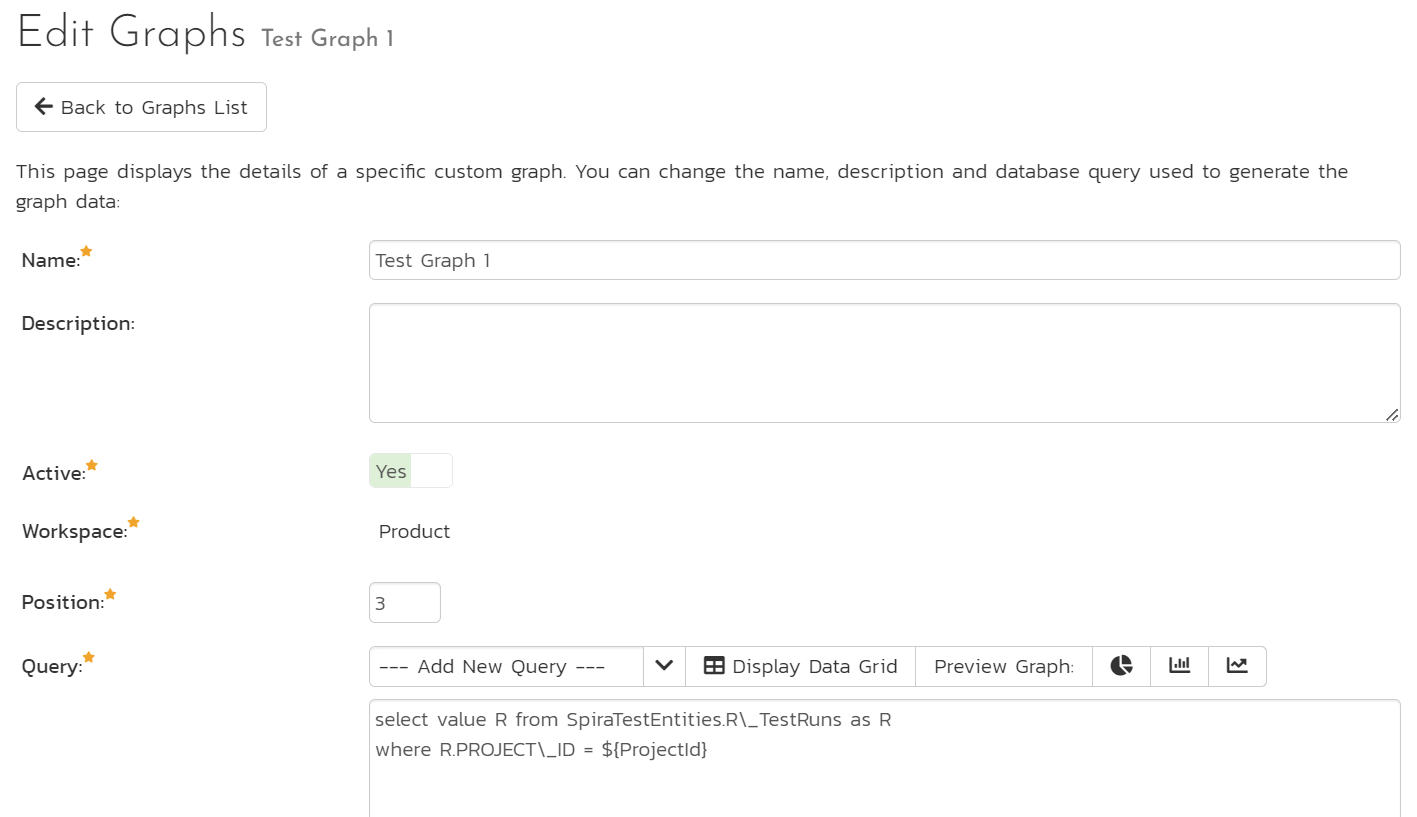 Edit Graphs Test Graph 1
Back to Graphs List
This page displays the details of a specific custom graph. You can change the name, description and database query used to generate the
graph data:
Name:
Test Graph 1
Description:
Active:
Yes
Workspace:
Product
Position:
3
Query:
--- Add New Query --- Display Data Grid Preview Graph:
select value R from SpiraTestEntities.R\_TestRuns as R
where R.PROJECT\_ID = ${ProjectId}